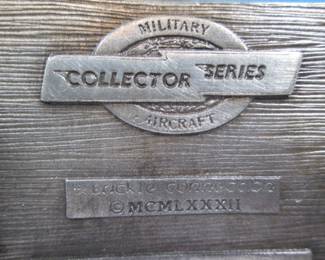 MILITARY
COLLECTOR SERIES
AIRCRAFT
©MCMLXXXII